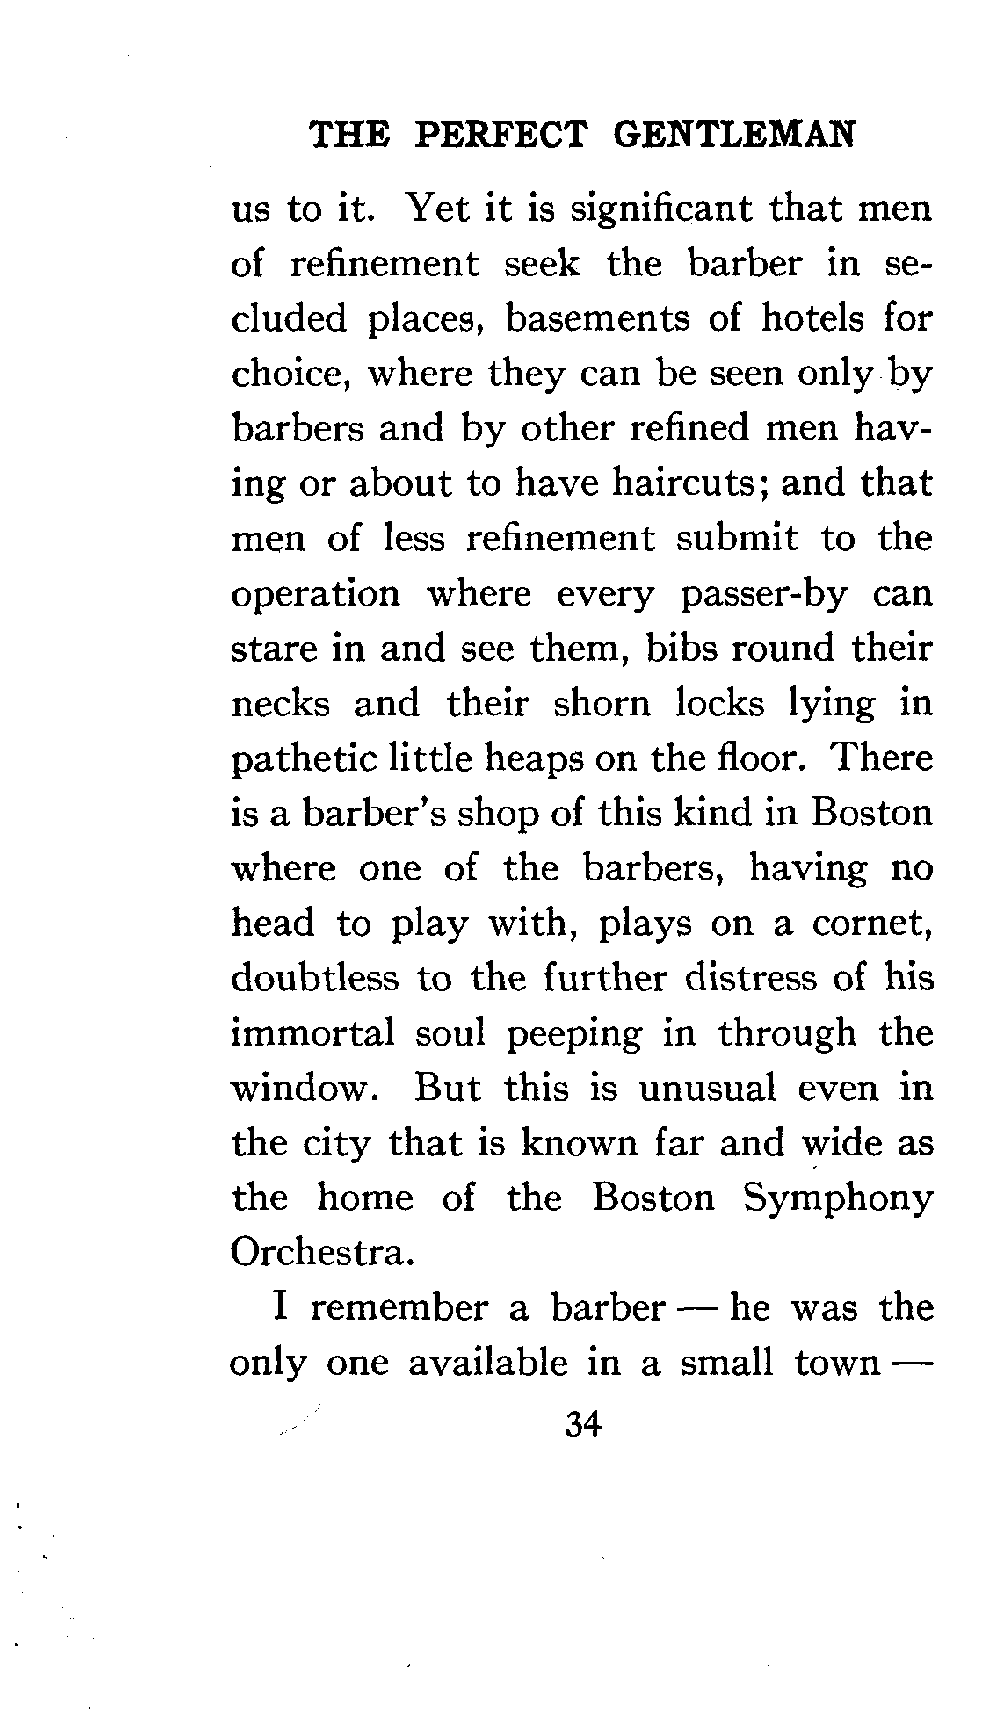 THE PERFECT GENTLEMAN
us to it. Yet it is significant that men
of refinement seek the barber in se-
cluded places, basements of hotels for
choice, where they can be seen only by
barbers and by other refined men hav-
ing or about to have haircuts; and that
men of less refinement submit to the
operation where every passer-by can
stare in and see them, bibs round their
necks and their shorn locks lying in
pathetic little heaps on the floor. There
is a barber's shop of this kind in Boston
where one of the barbers, having no
head to play with, plays on a cornet,
doubtless to the further distress of his
immortal soul peeping in through the
window. But this is unusual even in
the city that is known far and wide as
the home of the Boston Symphony
Orchestra.
I remember a barber — he was the
only one available in a small town —
34